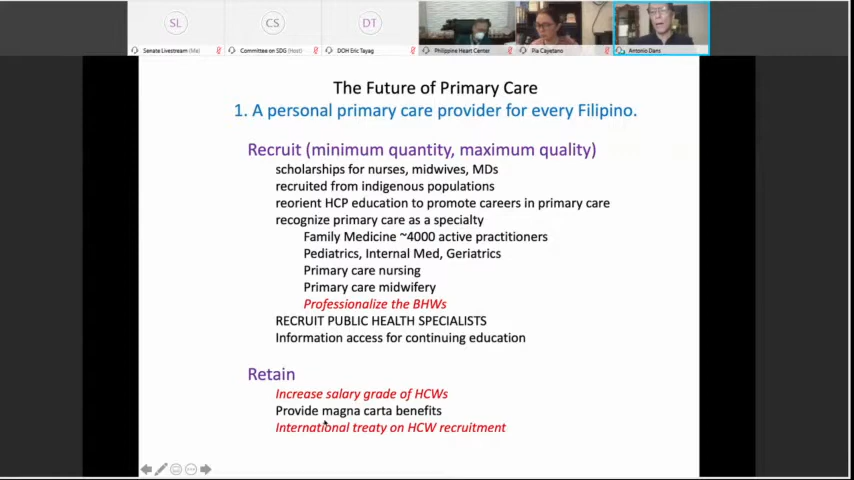 SL
CS
DT
Senate Livestream (Me)
Committee on SDG (Host)
DOH Eric Tayag
Philippine Heart Center
Pia Cayetano
Antonio Dans
The Future of Primary Care
1. A personal primary care provider for every Filipino.
Recruit (minimum quantity, maximum quality)
scholarships for nurses, midwives, MDs
recruited from indigenous populations
reorient HCP education to promote careers in primary care
recognize primary care as a specialty
Family Medicine ~4000 active practitioners
Pediatrics, Internal Med, Geriatrics
Primary care nursing
Primary care midwifery
Professionalize the BHWs
RECRUIT PUBLIC HEALTH SPECIALISTS
Information access for continuing education
Retain
Increase salary grade of HCWs
Provide magna carta benefits
International treaty on HCW recruitment